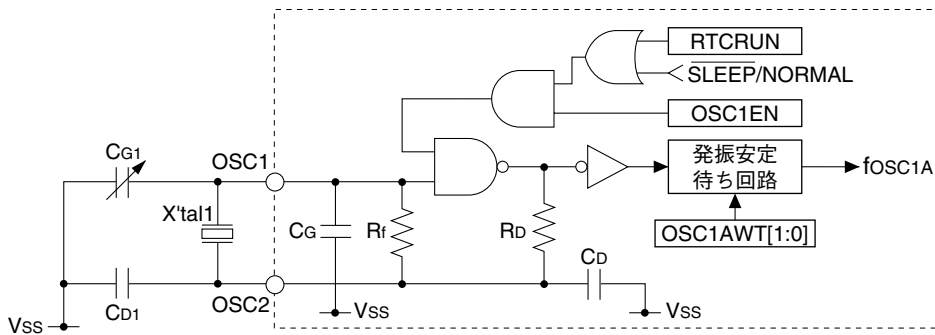 RTCRUN
SLEEP/NORMAL
OSC1EN
CG1
OSC1
発振安定
待ち回路
fOSC1A
X'tal1
CG
Rf
RD
OSC1AWT[1:0]
CD
CD1
OSC2
VSS
VSS
VSS